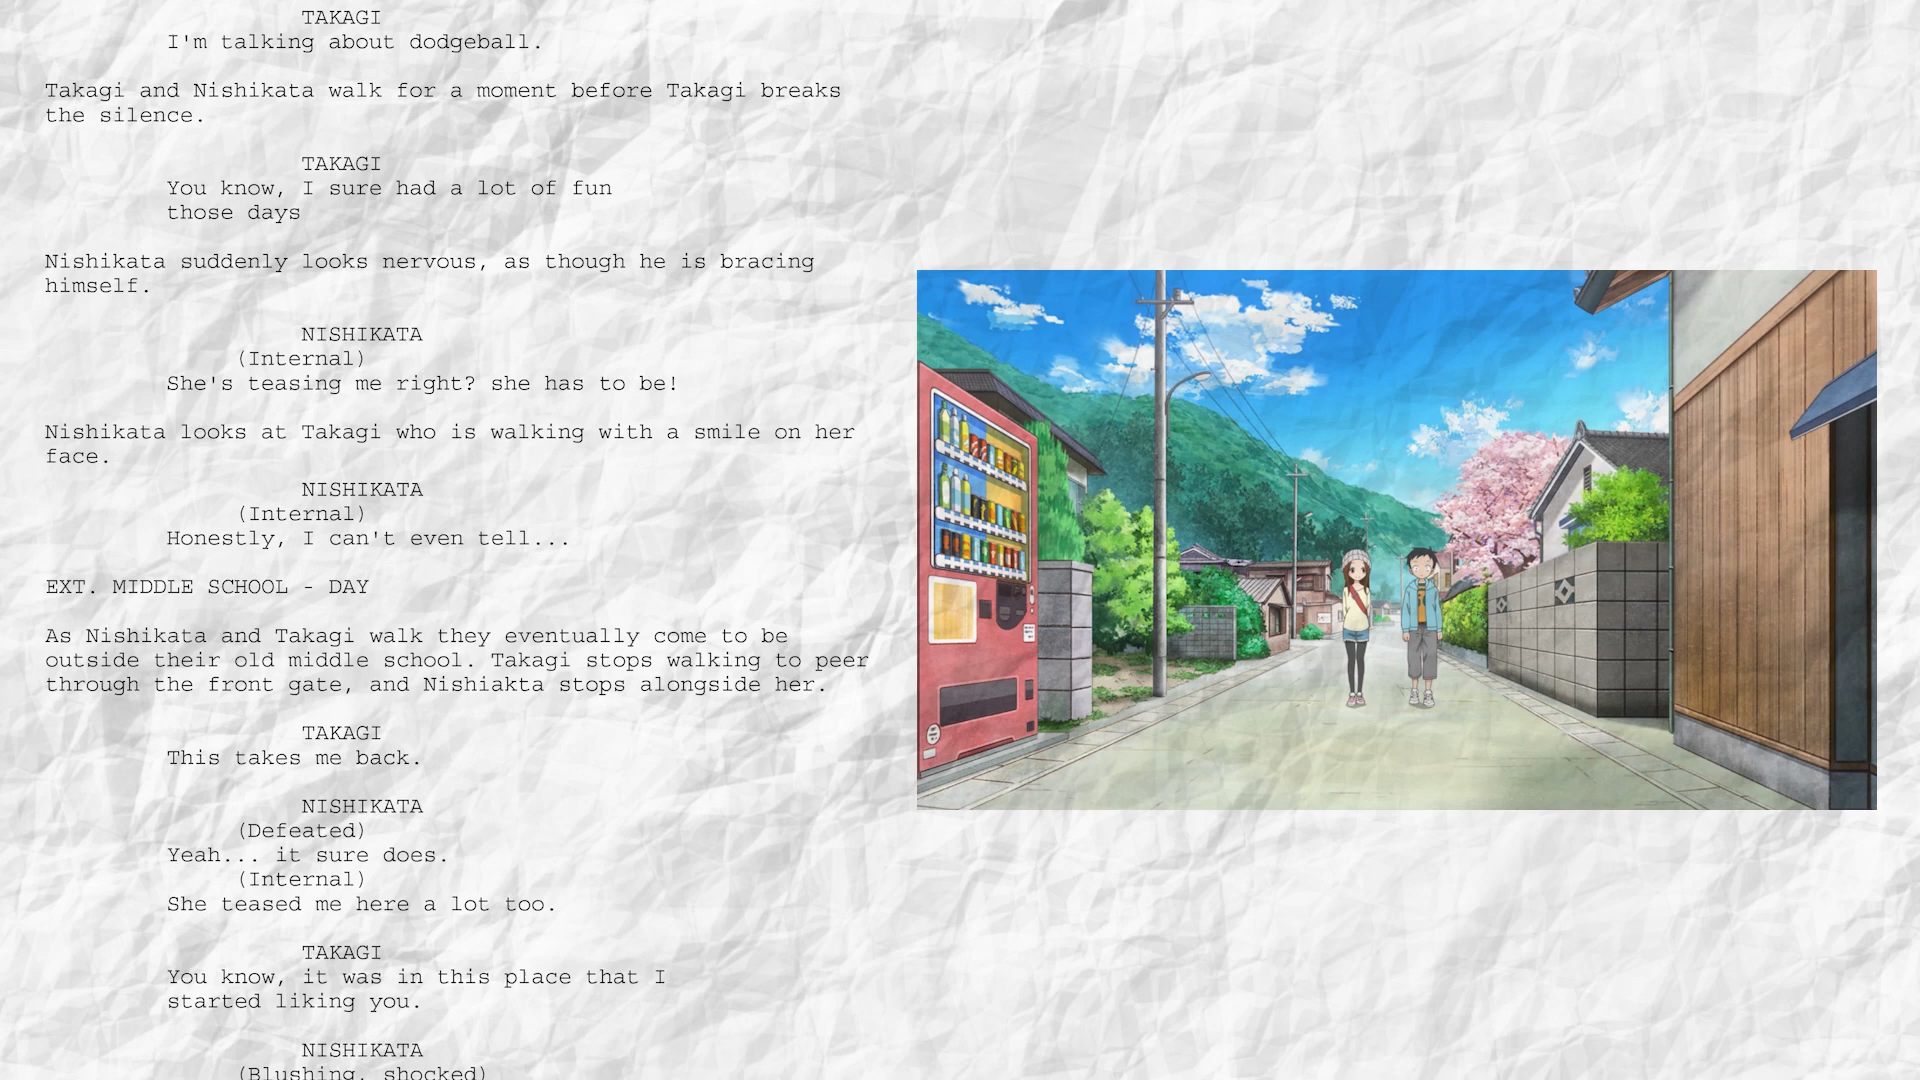 TAKAGI
I'm talking about dodgeball.
Takagi and Nishikata walk for a moment before Takagi breaks
the silence.
TAKAGI
You know, I sure had a lot of fun
those days
Nishikata suddenly looks nervous, as though he is bracing
himself.
NISHIKATA
(Internal)
She's teasing me right? she has to be!
Nishikata looks at Takagi who is walking with a smile on her
face.
NISHIKATA
(Internal)
Honestly, I can't even tell...
EXT. MIDDLE SCHOOL - DAY
As Nishikata and Takagi walk they eventually come to be
outside their old middle school. Takagi stops walking to peer
through the front gate, and Nishiakta stops alongside her.
TAKAGI
This takes me back.
NISHIKATA
(Defeated)
Yeah... it sure does.
(Internal)
She teased me here a lot too.
TAKAGI
You know, it was in this place that I
started liking you.
NISHIKATA
(Blushing, shocked)